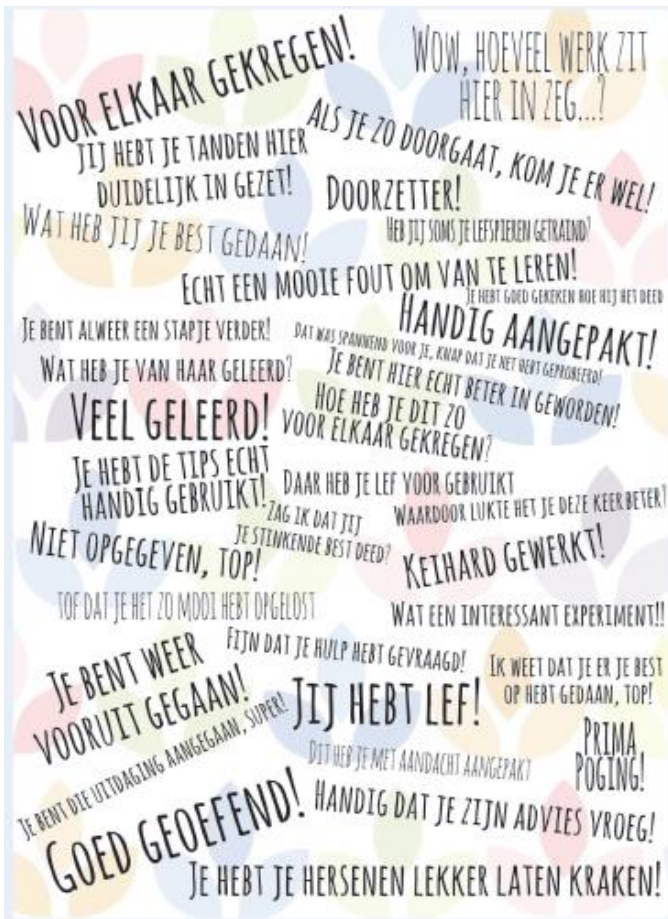 VOOR ELKAAR GEKREGEN!
WOW, HOEVEEL WERK ZIT
HIER IN ZEG...?
JIJ HEBT JE TANDEN HIER
DUIDELIJK IN GEZET!
ALS JE ZO DOORGAAT, KOM JE ER WEL!
DOORZETTER!
WAT HEB JIJ JE BEST GEDAAN!
HEB JIJ SOMS JE LEFSPIEREN GETRAIND?
ECHT EEN MOOIE FOUT OM VAN TE LEREN!
JE HEBT GOED GEKEKEN HOE HIJ HET DEED
HANDIG AANGEPAKT!
JE BENT ALWEER EEN STAPJE VERDER!
DAT WAS SPANNEND VOOR JE, KNAP DAT JE HET HEBT GEPROBEERD!
WAT HEB JE VAN HAAR GELEERD?
JE BENT HIER ECHT BETER IN GEWORDEN!
VEEL GELEERD!
HOE HEB JE DIT ZO
VOOR ELKAAR GEKREGEN?
JE HEBT DE TIPS ECHT
HANDIG GEBRUIKT!
DAAR HEB JE LEF VOOR GEBRUIKT
WAARDOOR LUKTE HET JE DEZE KEER BETER?
ZAG IK DAT JIJ
JE STINKENDE BEST DEED?
NIET OPGEGEVEN, TOP!
KEIHARD GEWERKT!
TOF DAT JE HET ZO MOOI HEBT OPGELOST
WAT EEN INTERESSANT EXPERIMENT!!
FIJN DAT JE HULP HEBT GEVRAAGD!
JE BENT WEER
VOORUIT GEGAAN!
IK WEET DAT JE ER JE BEST
OP HEBT GEDAAN, TOP!
JIJ HEBT LEF!
JE BENT DIE UITDAGING AANGEGAAN, SUPER!
DIT HEB JE MET AANDACHT AANGEPAKT
PRIMA
POGING!
GOED GEOEFEND!
HANDIG DAT JE ZIJN ADVIES VROEG!
JE HEBT JE HERSENEN LEKKER LATEN KRAKEN!